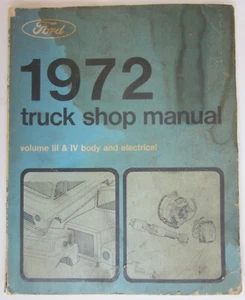 Ford
1972
truck shop manual
volume III & IV body and electrical